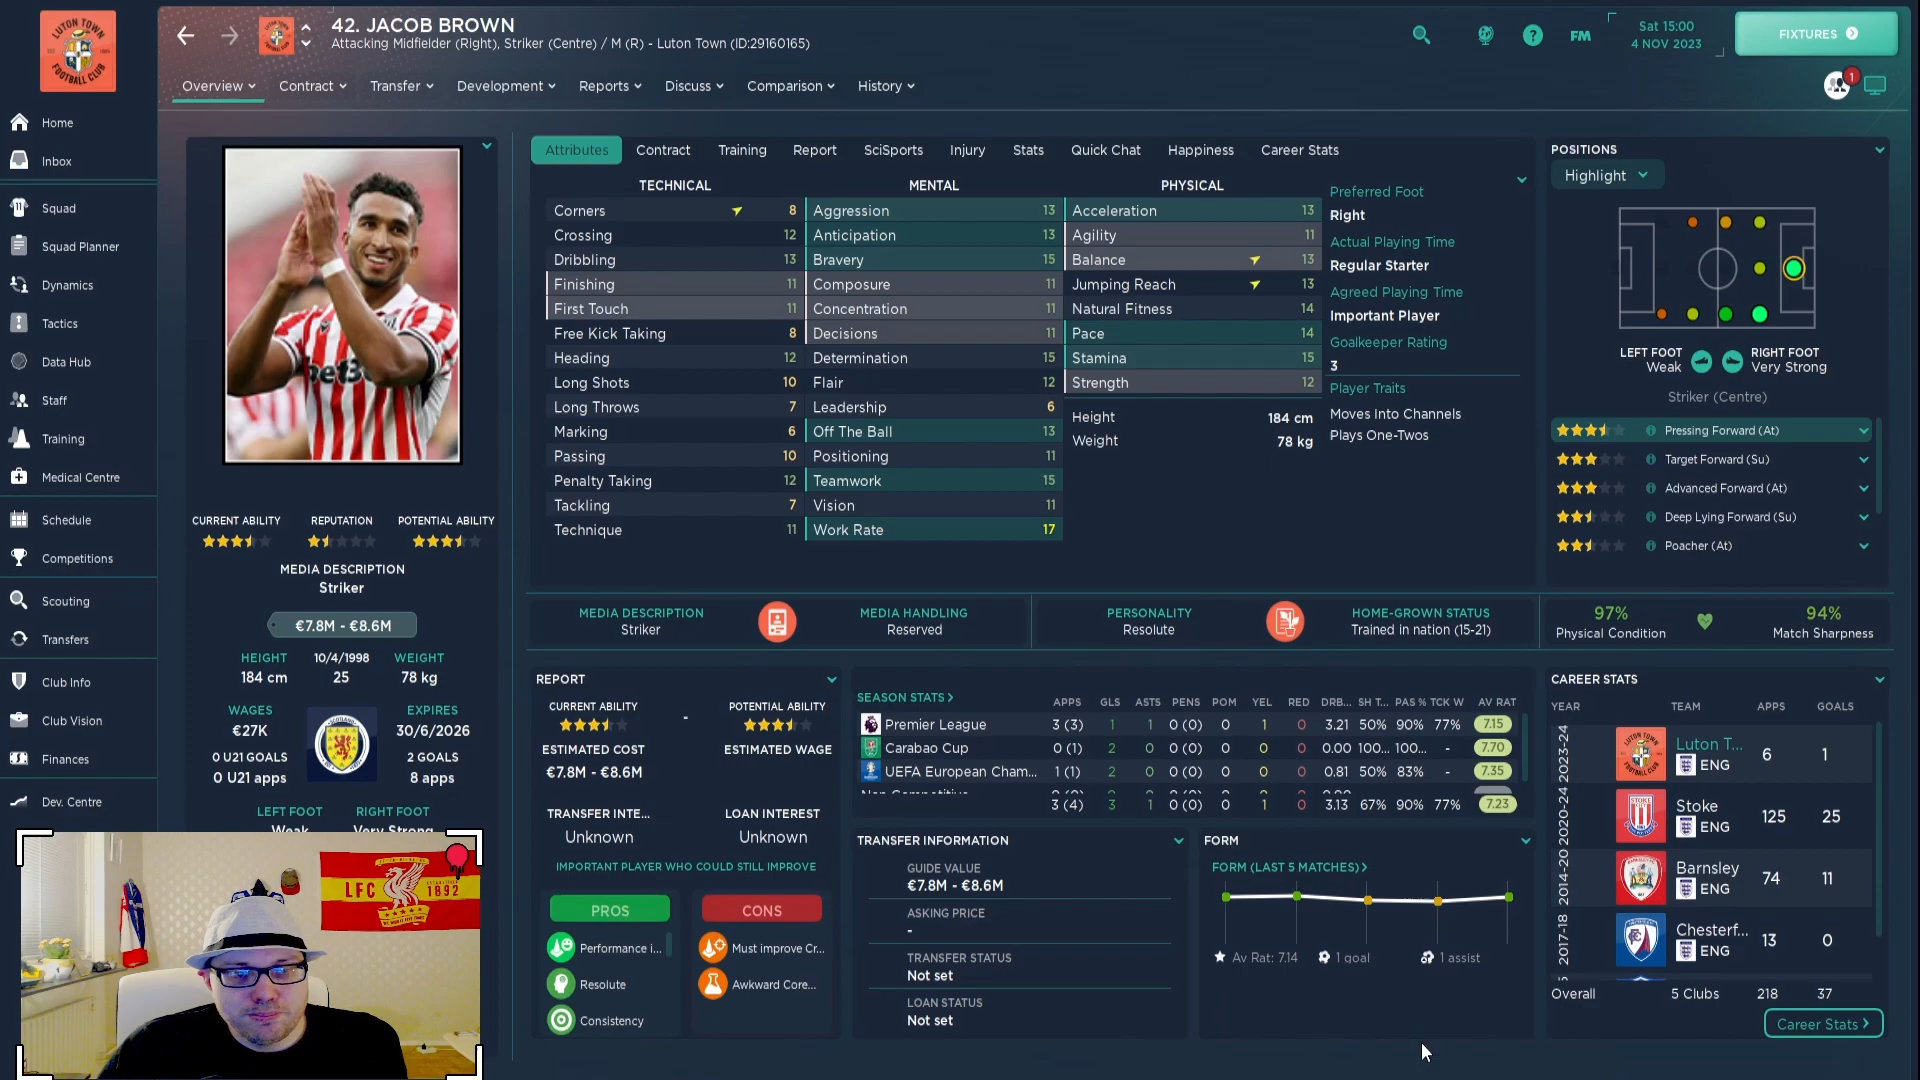 LUTON TOWN
FOOTBALL CLUB
42. JACOB BROWN
Attacking Midfielder (Right), Striker (Centre) / M (R) - Luton Town (ID:29160165)
FM
Sat 15:00
4 NOV 2023
FIXTURES
Overview
Contract
Transfer
Development
Reports
Discuss
Comparison
History
1
Home
Inbox
Squad
Squad Planner
Dynamics
Tactics
Data Hub
Staff
Training
Medical Centre
Schedule
Competitions
Scouting
Transfers
Club Info
Club Vision
Finances
Dev. Centre
bet36
CURRENT ABILITY
REPUTATION
POTENTIAL ABILITY
MEDIA DESCRIPTION
Striker
€7.8M - €8.6M
HEIGHT 10/4/1998 WEIGHT
184 cm 25 78 kg
WAGES EXPIRES
€27K 30/6/2026
0 U21 GOALS 2 GOALS
0 U21 apps 8 apps
LEFT FOOT RIGHT FOOT
Weak Very Strong
LFC 1892
Attributes Contract Training Report SciSports Injury Stats Quick Chat Happiness Career Stats
TECHNICAL MENTAL PHYSICAL
Corners 8 Aggression 13 Acceleration 13
Crossing 12 Anticipation 13 Agility 11
Dribbling 13 Bravery 15 Balance 13
Finishing 11 Composure 11 Jumping Reach 13
First Touch 11 Concentration 11 Natural Fitness 14
Free Kick Taking 8 Decisions 11 Pace 14
Heading 12 Determination 15 Stamina 15
Long Shots 10 Flair 12 Strength 12
Long Throws 7 Leadership 6 Height 184 cm
Marking 6 Off The Ball 13 Weight 78 kg
Passing 10 Positioning 11
Penalty Taking 12 Teamwork 15
Tackling 7 Vision 11
Technique 11 Work Rate 17
Preferred Foot
Right
Actual Playing Time
Regular Starter
Agreed Playing Time
Important Player
Goalkeeper Rating
3
Player Traits
Moves Into Channels
Plays One-Twos
POSITIONS
Highlight
LEFT FOOT RIGHT FOOT
Weak Very Strong
Striker (Centre)
Pressing Forward (At)
Target Forward (Su)
Advanced Forward (At)
Deep Lying Forward (Su)
Poacher (At)
MEDIA DESCRIPTION
Striker
MEDIA HANDLING
Reserved
PERSONALITY
Resolute
HOME-GROWN STATUS
Trained in nation (15-21)
97%
Physical Condition
94%
Match Sharpness
REPORT
CURRENT ABILITY - POTENTIAL ABILITY
ESTIMATED COST ESTIMATED WAGE
€7.8M - €8.6M
TRANSFER INTE... LOAN INTEREST
Unknown Unknown
IMPORTANT PLAYER WHO COULD STILL IMPROVE
PROS CONS
Performance i... Must improve Cr...
Resolute Awkward Core...
Consistency
SEASON STATS APPS GLS ASTS PENS POM YEL RED DRB... SH T... PAS % TCK W AV RAT
Premier League 3 (3) 1 1 0 (0) 0 1 0 3.21 50% 90% 77% 7.15
Carabao Cup 0 (1) 2 0 0 (0) 0 0 0 0.00 100... 100... - 7.70
UEFA European Cham... 1 (1) 2 0 0 (0) 0 0 0 0.81 50% 83% - 7.35
3 (4) 3 1 0 (0) 0 1 0 3.13 67% 90% 77% 7.23
TRANSFER INFORMATION
GUIDE VALUE
€7.8M - €8.6M
ASKING PRICE
-
TRANSFER STATUS
Not set
LOAN STATUS
Not set
FORM
FORM (LAST 5 MATCHES)
Av Rat: 7.14 1 goal 1 assist
CAREER STATS
YEAR TEAM APPS GOALS
2023-24 Luton T... ENG 6 1
2020-24 Stoke ENG 125 25
2014-20 Barnsley ENG 74 11
2017-18 Chesterf... ENG 13 0
Overall 5 Clubs 218 37
Career Stats